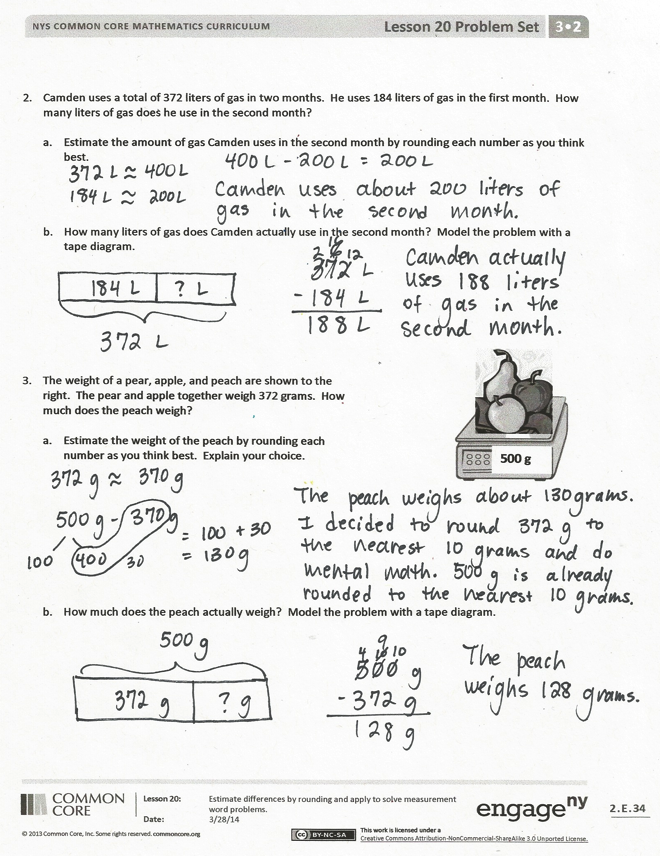 NYS COMMON CORE MATHEMATICS CURRICULUM
Lesson 20 Problem Set 3•2
2. Camden uses a total of 372 liters of gas in two months. He uses 184 liters of gas in the first month. How
many liters of gas does he use in the second month?
a. Estimate the amount of gas Camden uses in the second month by rounding each number as you think
best.
372 L ≈ 400L
400L - 200L = 200L
184 L ≈ 200L
Camden uses about 200 liters of
gas in the second month.
b. How many liters of gas does Camden actually use in the second month? Model the problem with a
tape diagram.
184 L ? L
372 L
16
2 6 12
372 L
- 184 L
188 L
Camden actually
uses 188 liters
of gas in the
second month.
3. The weight of a pear, apple, and peach are shown to the
right. The pear and apple together weigh 372 grams. How
much does the peach weigh?
500 g
a. Estimate the weight of the peach by rounding each
number as you think best. Explain your choice.
372 g ≈ 370 g
500 g - 370 g
= 100 + 30
100 400 30
= 130g
The peach weighs about 130 grams.
I decided to round 372 g to
the nearest 10 grams and do
mental math. 500 g is already
rounded to the nearest 10 grams.
b. How much does the peach actually weigh? Model the problem with a tape diagram.
500 g
372 g ? g
9
4 10 10
500 g
- 372 g
128 g
The peach
weighs 128 grams.
COMMON
CORE
Lesson 20: Estimate differences by rounding and apply to solve measurement
word problems.
Date: 3/28/14
engage ny
2.E.34
© 2013 Common Core, Inc. Some rights reserved. commoncore.org
cc BY-NC-SA
This work is licensed under a
Creative Commons Attribution-NonCommercial-ShareAlike 3.0 Unported License.